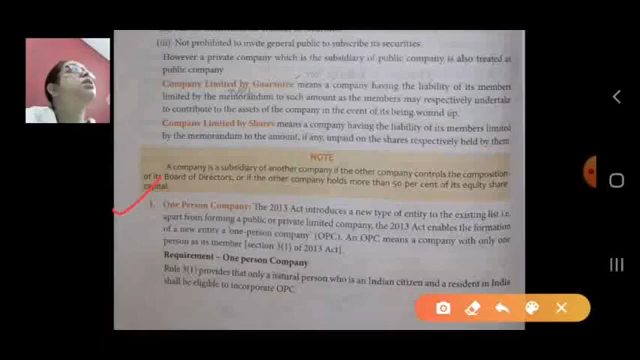 (iii) Not prohibited to invite general public to subscribe its securities
However a private company which is the subsidiary of public company is also treated as
public company
Company Limited by Guarantee means a company having the liability of its members
limited by the memorandum to such amount as the members may respectively undertake
to contribute to the assets of the company in the event of its being wound up.
Company Limited by Shares means a company having the liability of its members limited
by the memorandum to the amount, if any, unpaid on the shares respectively held by them
NOTE
A company is a subsidiary of another company if the other company controls the composition
of its Board of Directors, or if the other company holds more than 50 per cent of its equity share
capital.
1. One Person Company: The 2013 Act introduces a new type of entity to the existing list i.e.
apart from forming a public or private limited company, the 2013 Act enables the formation
of a new entity a 'one-person company' (OPC). An OPC means a company with only one
person as its member [section 3(1) of 2013 Act].
Requirement – One person Company
Rule 3(1) provides that only a natural person who is an Indian citizen and a resident in India
shall be eligible to incorporate OPC